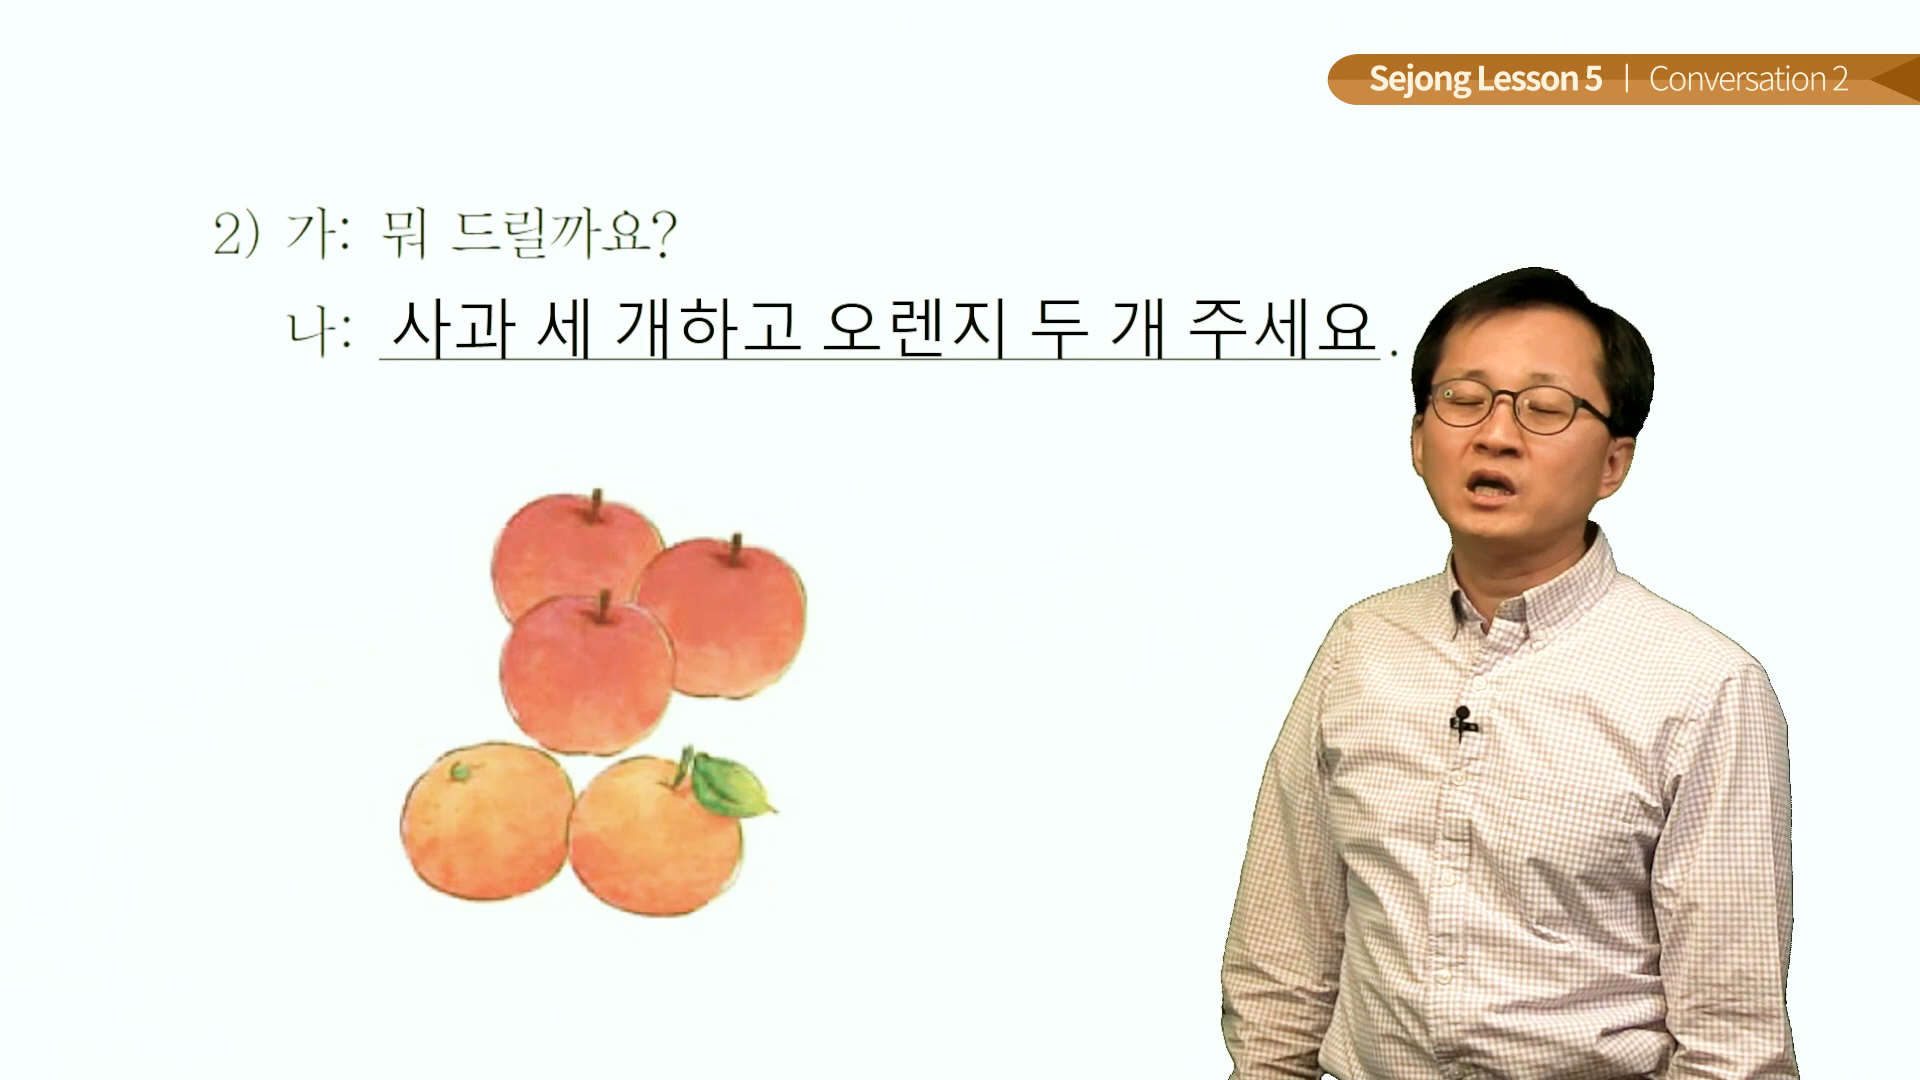 Sejong Lesson 5 | Conversation 2
2) 가: 뭐 드릴까요?
나: 사과 세 개하고 오렌지 두 개 주세요.